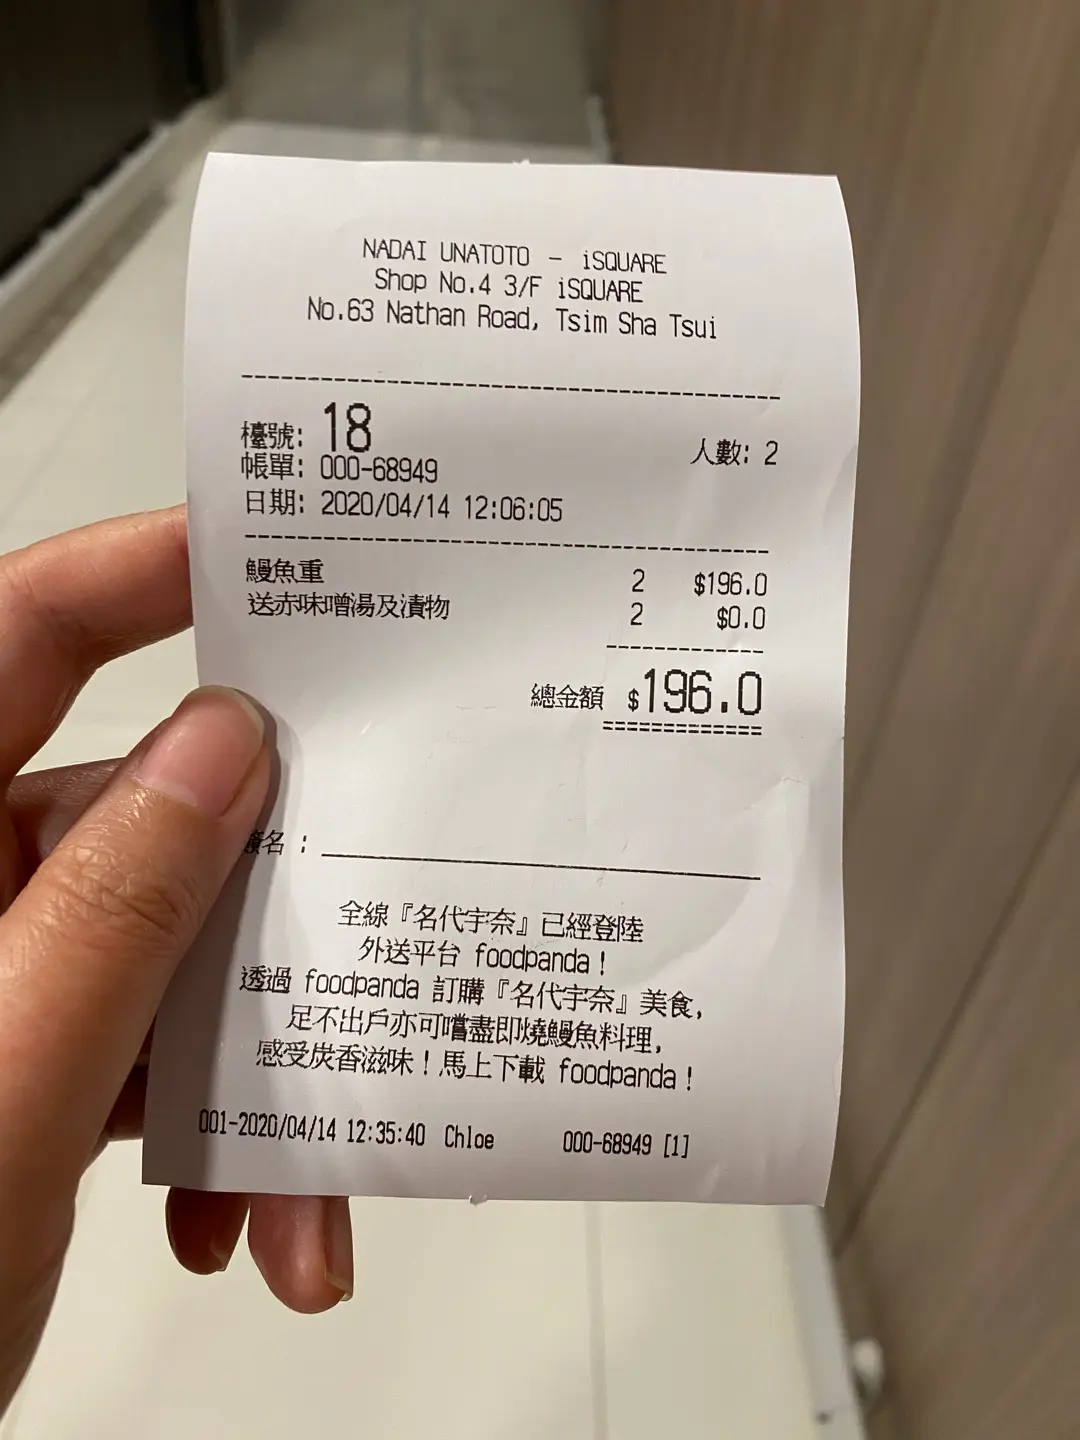 NADAI UNATOTO - iSQUARE
Shop No.4 3/F iSQUARE
No.63 Nathan Road, Tsim Sha Tsui
檯號: 18 人數: 2
帳單: 000-68949
日期: 2020/04/14 12:06:05
鰻魚重 2 $196.0
送赤味噌湯及漬物 2 $0.0
總金額 $196.0
名 :
全線『名代宇奈』已經登陸
外送平台 foodpanda!
透過 foodpanda 訂購『名代宇奈』美食,
足不出戶亦可嚐盡即燒鰻魚料理,
感受炭香滋味!馬上下載 foodpanda!
001-2020/04/14 12:35:40 Chloe 000-68949 [1]